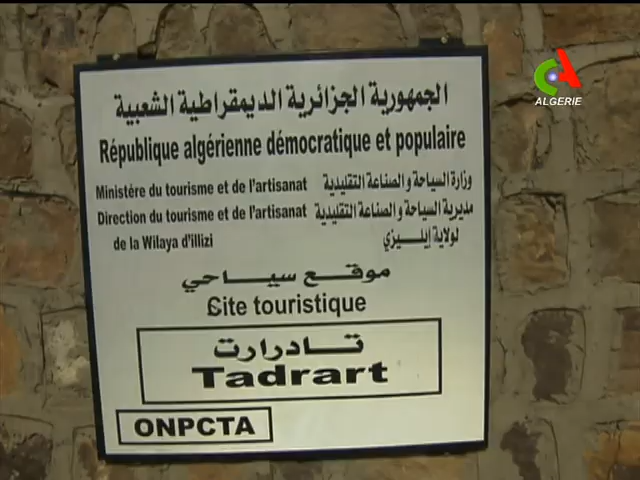 الجمهورية الجزائرية الديمقراطية الشعبية
République algérienne démocratique et populaire
Ministére du tourisme et de l'artisanat وزارة السياحة والصناعة التقليدية
Direction du tourisme et de l'artisanat مديرية السياحة والصناعة التقليدية
de la Wilaya d'illizi لولاية إيليزي
موقع سياحي
Site touristique
تادرارت
Tadrart
ONPCTA
ALGERIE